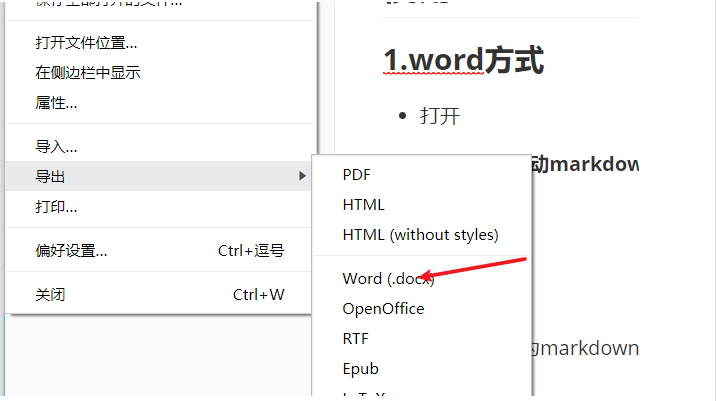 打开文件位置...
在侧边栏中显示
属性...
导入...
导出
打印...
偏好设置... Ctrl+逗号
关闭 Ctrl+W
PDF
HTML
HTML (without styles)
Word (.docx)
OpenOffice
RTF
Epub
1.word方式
打开
动markdown
markdown